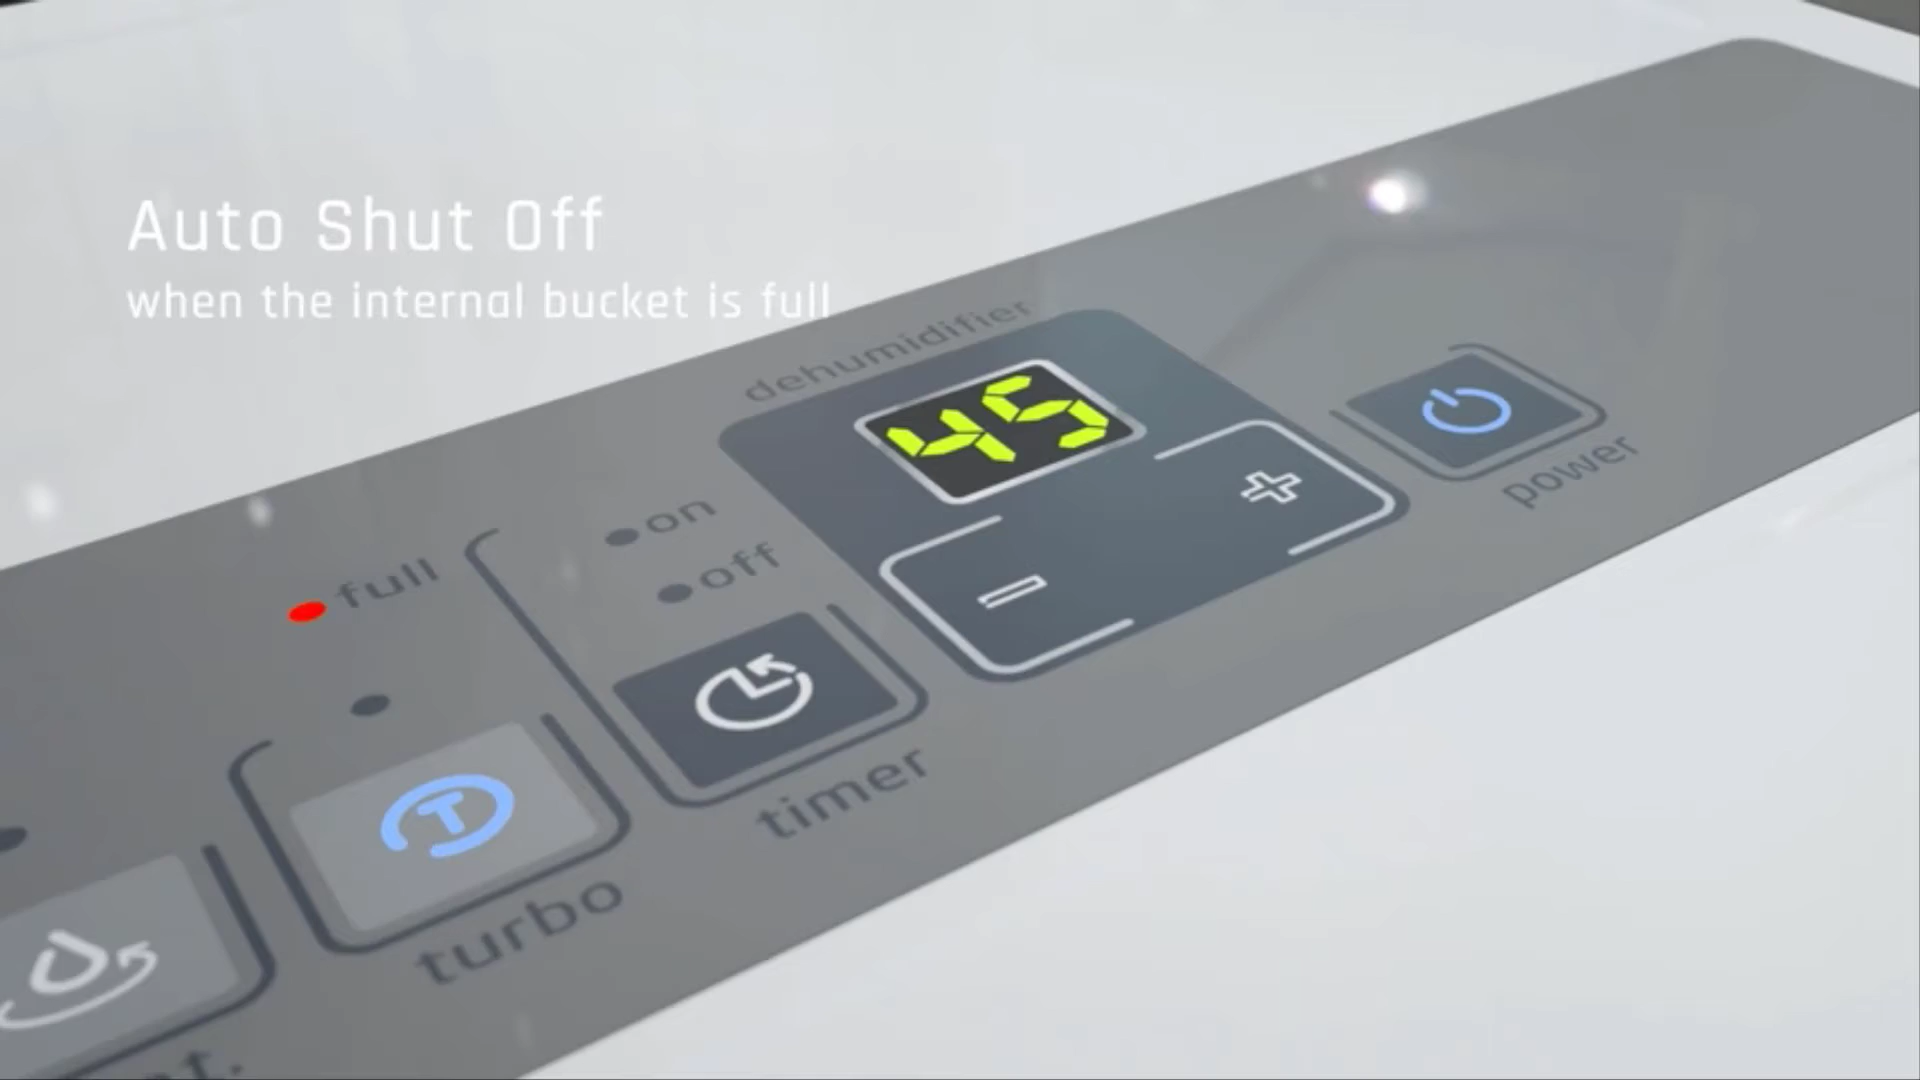 Auto Shut Off
when the internal bucket is full
dehumidifier
45
power
on
off
full
timer
T
turbo